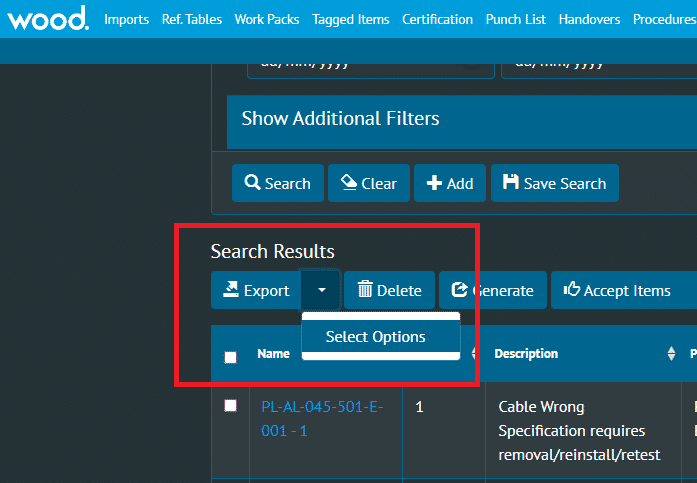 wood. Imports Ref. Tables Work Packs Tagged Items Certification Punch List Handovers Procedures
dd/mm/yyyy dd/mm/yyyy
Show Additional Filters
Search Clear Add Save Search
Search Results
Export Delete Generate Accept Items
Select Options
Name Description P
PL-AL-045-501-E-
001 - 1
1
Cable Wrong
Specification requires
removal/reinstall/retest